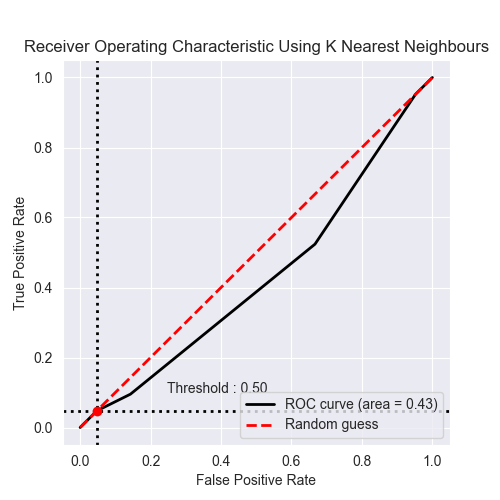 Receiver Operating Characteristic Using K Nearest Neighbours
1.0
0.8
0.6
0.4
0.2
0.0
True Positive Rate
Threshold : 0.50
ROC curve (area = 0.43)
Random guess
0.0 0.2 0.4 0.6 0.8 1.0
False Positive Rate